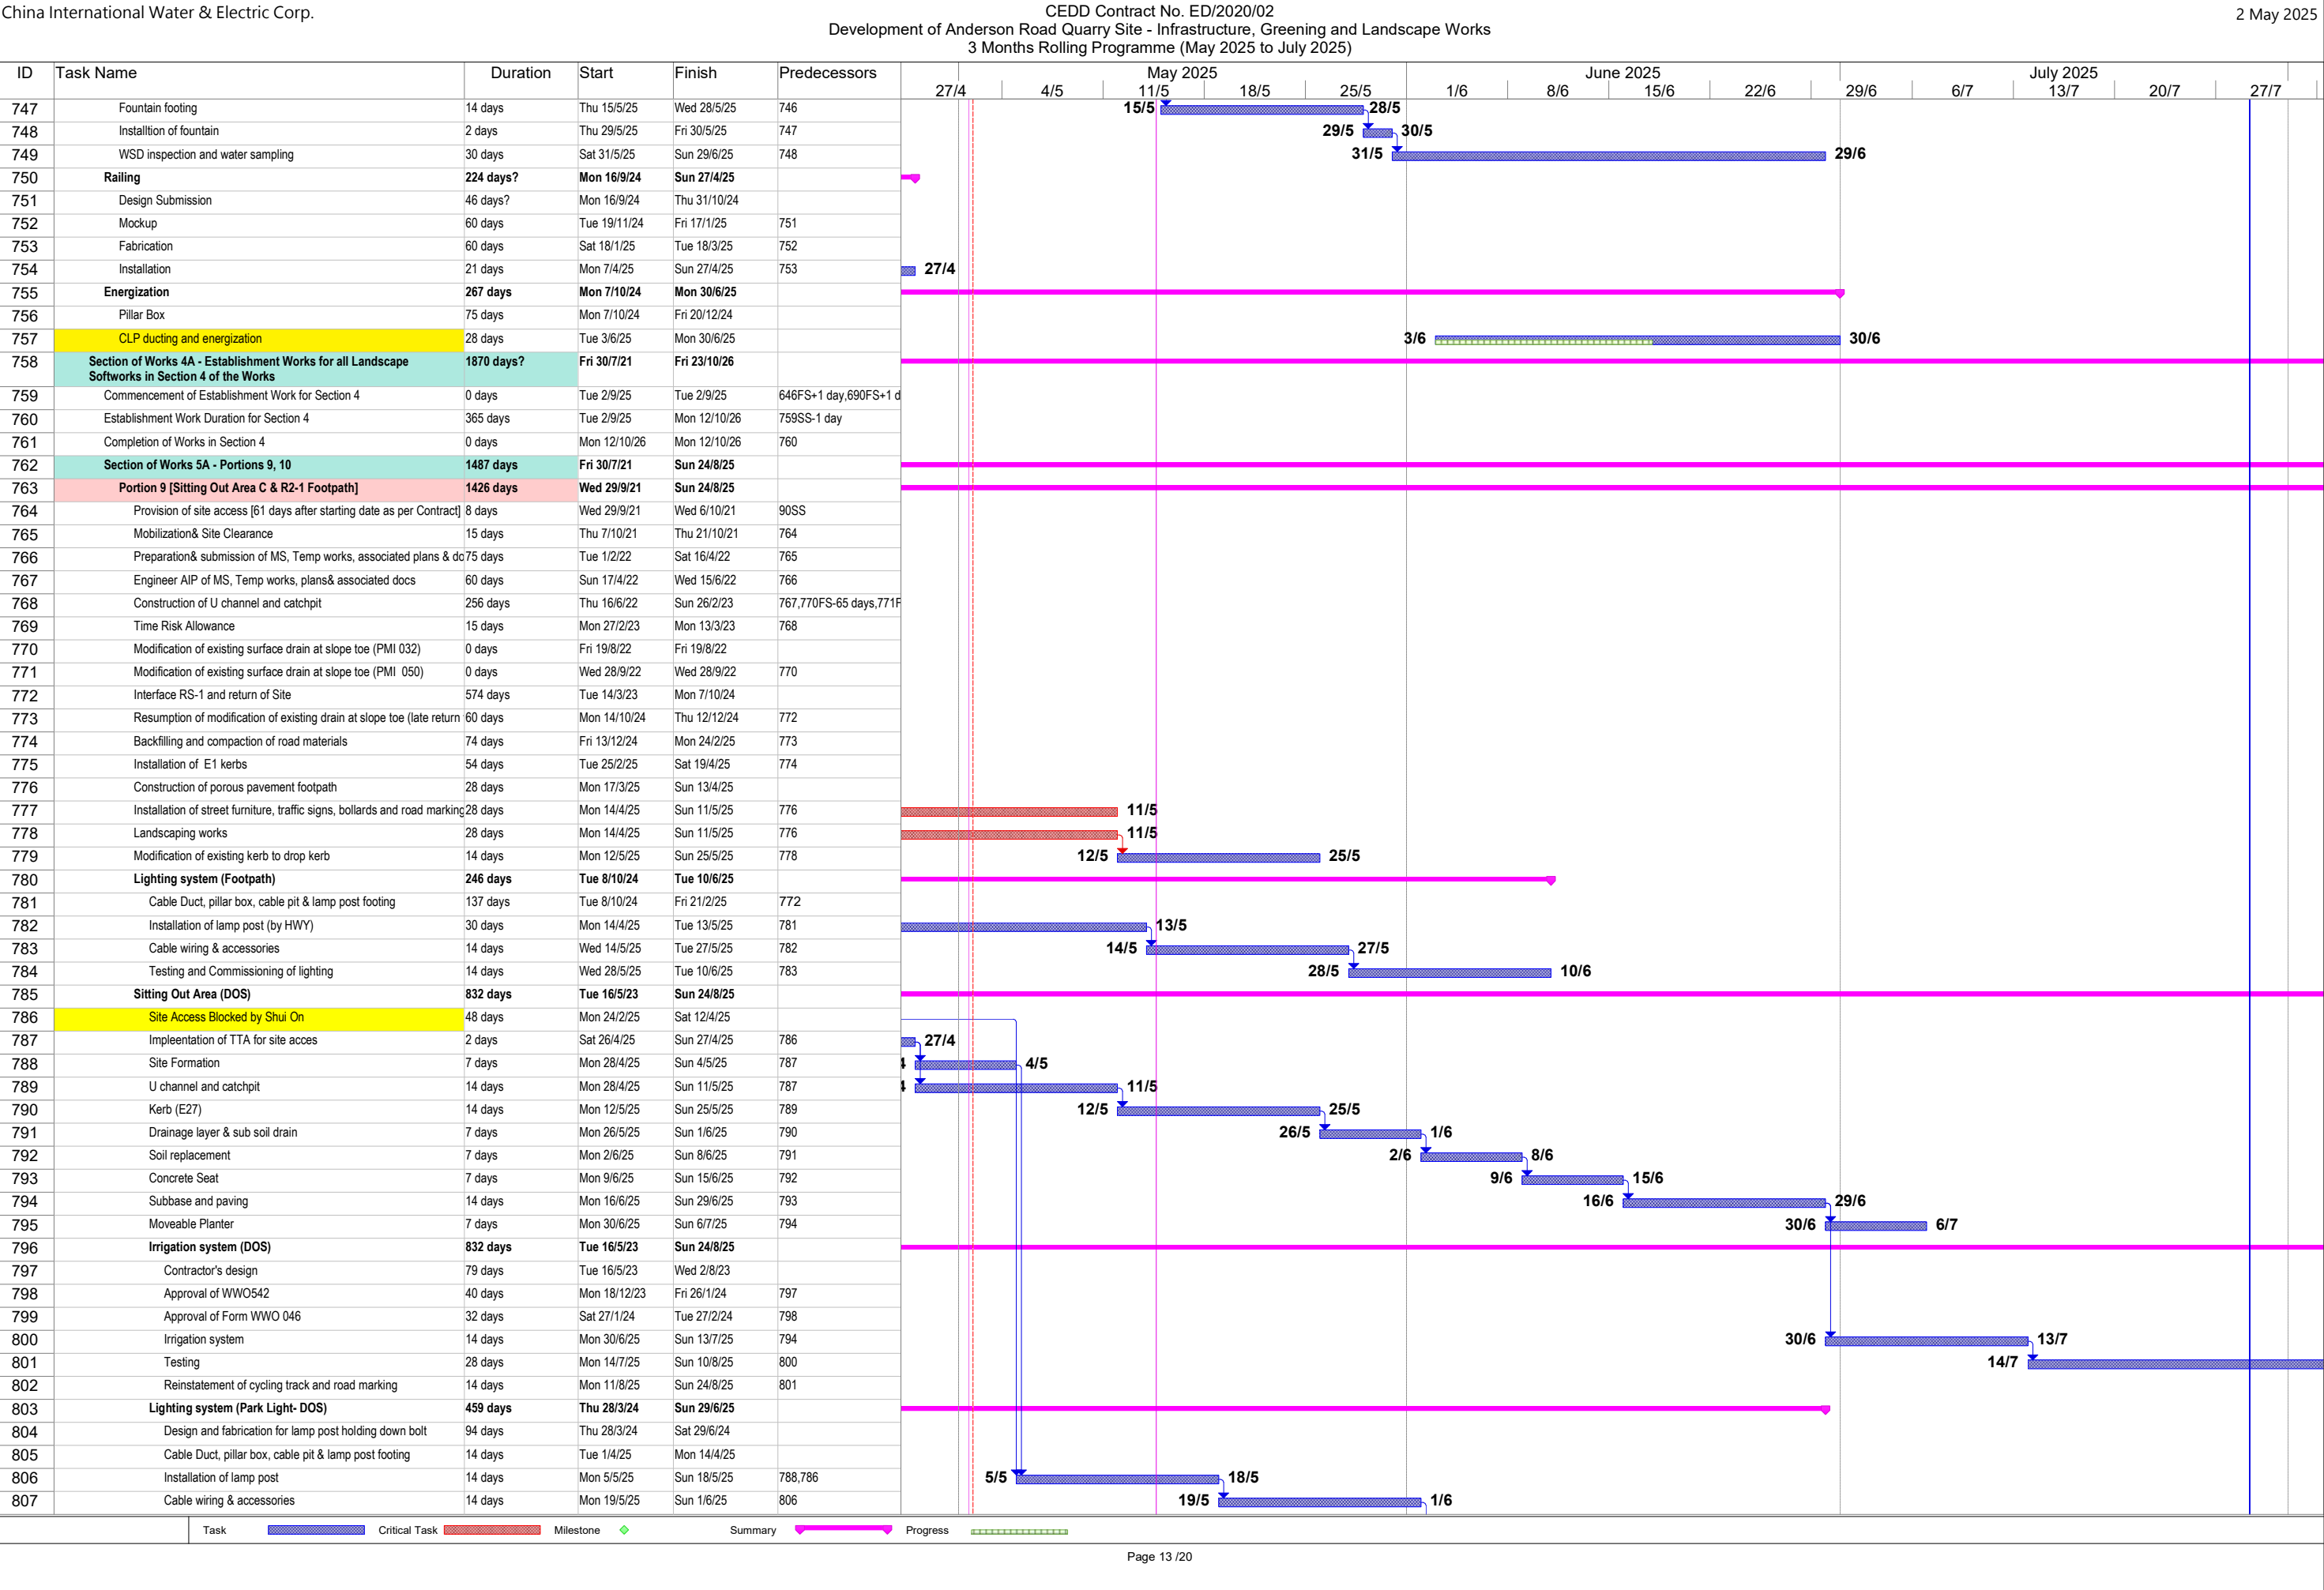 China International Water & Electric Corp.
CEDD Contract No. ED/2020/02
2 May 2025
Development of Anderson Road Quarry Site - Infrastructure, Greening and Landscape Works
3 Months Rolling Programme (May 2025 to July 2025)
ID Task Name Duration Start Finish Predecessors May 2025 June 2025 July 2025
27/4 4/5 11/5 18/5 25/5 1/6 8/6 15/6 22/6 29/6 6/7 13/7 20/7 27/7
747 Fountain footing 14 days Thu 15/5/25 Wed 28/5/25 746 15/5 28/5
748 Installtion of fountain 2 days Thu 29/5/25 Fri 30/5/25 747 29/5 30/5
749 WSD inspection and water sampling 30 days Sat 31/5/25 Sun 29/6/25 748 31/5 29/6
750 Railing 224 days? Mon 16/9/24 Sun 27/4/25
751 Design Submission 46 days? Mon 16/9/24 Thu 31/10/24
752 Mockup 60 days Tue 19/11/24 Fri 17/1/25 751
753 Fabrication 60 days Sat 18/1/25 Tue 18/3/25 752
754 Installation 21 days Mon 7/4/25 Sun 27/4/25 753 27/4
755 Energization 267 days Mon 7/10/24 Mon 30/6/25
756 Pillar Box 75 days Mon 7/10/24 Fri 20/12/24
757 CLP ducting and energization 28 days Tue 3/6/25 Mon 30/6/25 3/6 30/6
758 Section of Works 4A - Establishment Works for all Landscape 1870 days? Fri 30/7/21 Fri 23/10/26
Softworks in Section 4 of the Works
759 Commencement of Establishment Work for Section 4 0 days Tue 2/9/25 Tue 2/9/25 646FS+1 day,690FS+1 d
760 Establishment Work Duration for Section 4 365 days Tue 2/9/25 Mon 12/10/26 759SS-1 day
761 Completion of Works in Section 4 0 days Mon 12/10/26 Mon 12/10/26 760
762 Section of Works 5A - Portions 9, 10 1487 days Fri 30/7/21 Sun 24/8/25
763 Portion 9 [Sitting Out Area C & R2-1 Footpath] 1426 days Wed 29/9/21 Sun 24/8/25
764 Provision of site access [61 days after starting date as per Contract] 8 days Wed 29/9/21 Wed 6/10/21 90SS
765 Mobilization& Site Clearance 15 days Thu 7/10/21 Thu 21/10/21 764
766 Preparation& submission of MS, Temp works, associated plans & do 75 days Tue 1/2/22 Sat 16/4/22 765
767 Engineer AIP of MS, Temp works, plans& associated docs 60 days Sun 17/4/22 Wed 15/6/22 766
768 Construction of U channel and catchpit 256 days Thu 16/6/22 Sun 26/2/23 767,770FS-65 days,771F
769 Time Risk Allowance 15 days Mon 27/2/23 Mon 13/3/23 768
770 Modification of existing surface drain at slope toe (PMI 032) 0 days Fri 19/8/22 Fri 19/8/22
771 Modification of existing surface drain at slope toe (PMI 050) 0 days Wed 28/9/22 Wed 28/9/22 770
772 Interface RS-1 and return of Site 574 days Tue 14/3/23 Mon 7/10/24
773 Resumption of modification of existing drain at slope toe (late return 60 days Mon 14/10/24 Thu 12/12/24 772
774 Backfilling and compaction of road materials 74 days Fri 13/12/24 Mon 24/2/25 773
775 Installation of E1 kerbs 54 days Tue 25/2/25 Sat 19/4/25 774
776 Construction of porous pavement footpath 28 days Mon 17/3/25 Sun 13/4/25
777 Installation of street furniture, traffic signs, bollards and road marking 28 days Mon 14/4/25 Sun 11/5/25 776 11/5
778 Landscaping works 28 days Mon 14/4/25 Sun 11/5/25 776 11/5
779 Modification of existing kerb to drop kerb 14 days Mon 12/5/25 Sun 25/5/25 778 12/5 25/5
780 Lighting system (Footpath) 246 days Tue 8/10/24 Tue 10/6/25
781 Cable Duct, pillar box, cable pit & lamp post footing 137 days Tue 8/10/24 Fri 21/2/25 772
782 Installation of lamp post (by HWY) 30 days Mon 14/4/25 Tue 13/5/25 781 13/5
783 Cable wiring & accessories 14 days Wed 14/5/25 Tue 27/5/25 782 14/5 27/5
784 Testing and Commissioning of lighting 14 days Wed 28/5/25 Tue 10/6/25 783 28/5 10/6
785 Sitting Out Area (DOS) 832 days Tue 16/5/23 Sun 24/8/25
786 Site Access Blocked by Shui On 48 days Mon 24/2/25 Sat 12/4/25
787 Impleentation of TTA for site acces 2 days Sat 26/4/25 Sun 27/4/25 786 27/4
788 Site Formation 7 days Mon 28/4/25 Sun 4/5/25 787 4 4/5
789 U channel and catchpit 14 days Mon 28/4/25 Sun 11/5/25 787 4 11/5
790 Kerb (E27) 14 days Mon 12/5/25 Sun 25/5/25 789 12/5 25/5
791 Drainage layer & sub soil drain 7 days Mon 26/5/25 Sun 1/6/25 790 26/5 1/6
792 Soil replacement 7 days Mon 2/6/25 Sun 8/6/25 791 2/6 8/6
793 Concrete Seat 7 days Mon 9/6/25 Sun 15/6/25 792 9/6 15/6
794 Subbase and paving 14 days Mon 16/6/25 Sun 29/6/25 793 16/6 29/6
795 Moveable Planter 7 days Mon 30/6/25 Sun 6/7/25 794 30/6 6/7
796 Irrigation system (DOS) 832 days Tue 16/5/23 Sun 24/8/25
797 Contractor's design 79 days Tue 16/5/23 Wed 2/8/23
798 Approval of WWO542 40 days Mon 18/12/23 Fri 26/1/24 797
799 Approval of Form WWO 046 32 days Sat 27/1/24 Tue 27/2/24 798
800 Irrigation system 14 days Mon 30/6/25 Sun 13/7/25 794 30/6 13/7
801 Testing 28 days Mon 14/7/25 Sun 10/8/25 800 14/7
802 Reinstatement of cycling track and road marking 14 days Mon 11/8/25 Sun 24/8/25 801
803 Lighting system (Park Light- DOS) 459 days Thu 28/3/24 Sun 29/6/25
804 Design and fabrication for lamp post holding down bolt 94 days Thu 28/3/24 Sat 29/6/24
805 Cable Duct, pillar box, cable pit & lamp post footing 14 days Tue 1/4/25 Mon 14/4/25
806 Installation of lamp post 14 days Mon 5/5/25 Sun 18/5/25 788,786 5/5 18/5
807 Cable wiring & accessories 14 days Mon 19/5/25 Sun 1/6/25 806 19/5 1/6
Task Critical Task Milestone Summary Progress
Page 13 /20